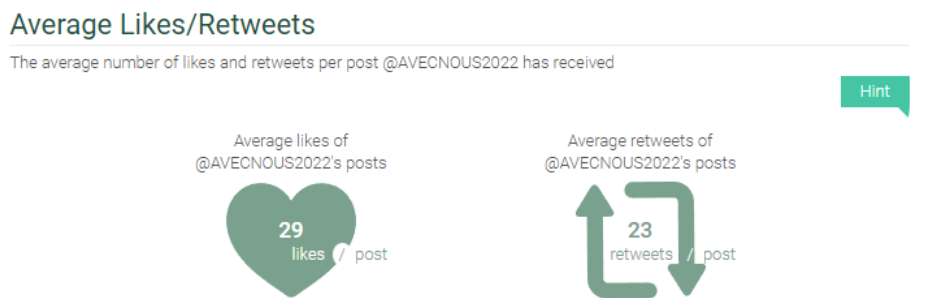 Average Likes/Retweets
The average number of likes and retweets per post @AVECNOUS2022 has received
Hint
Average likes of
@AVECNOUS2022's posts
29
likes / post
Average retweets of
@AVECNOUS2022's posts
23
retweets / post